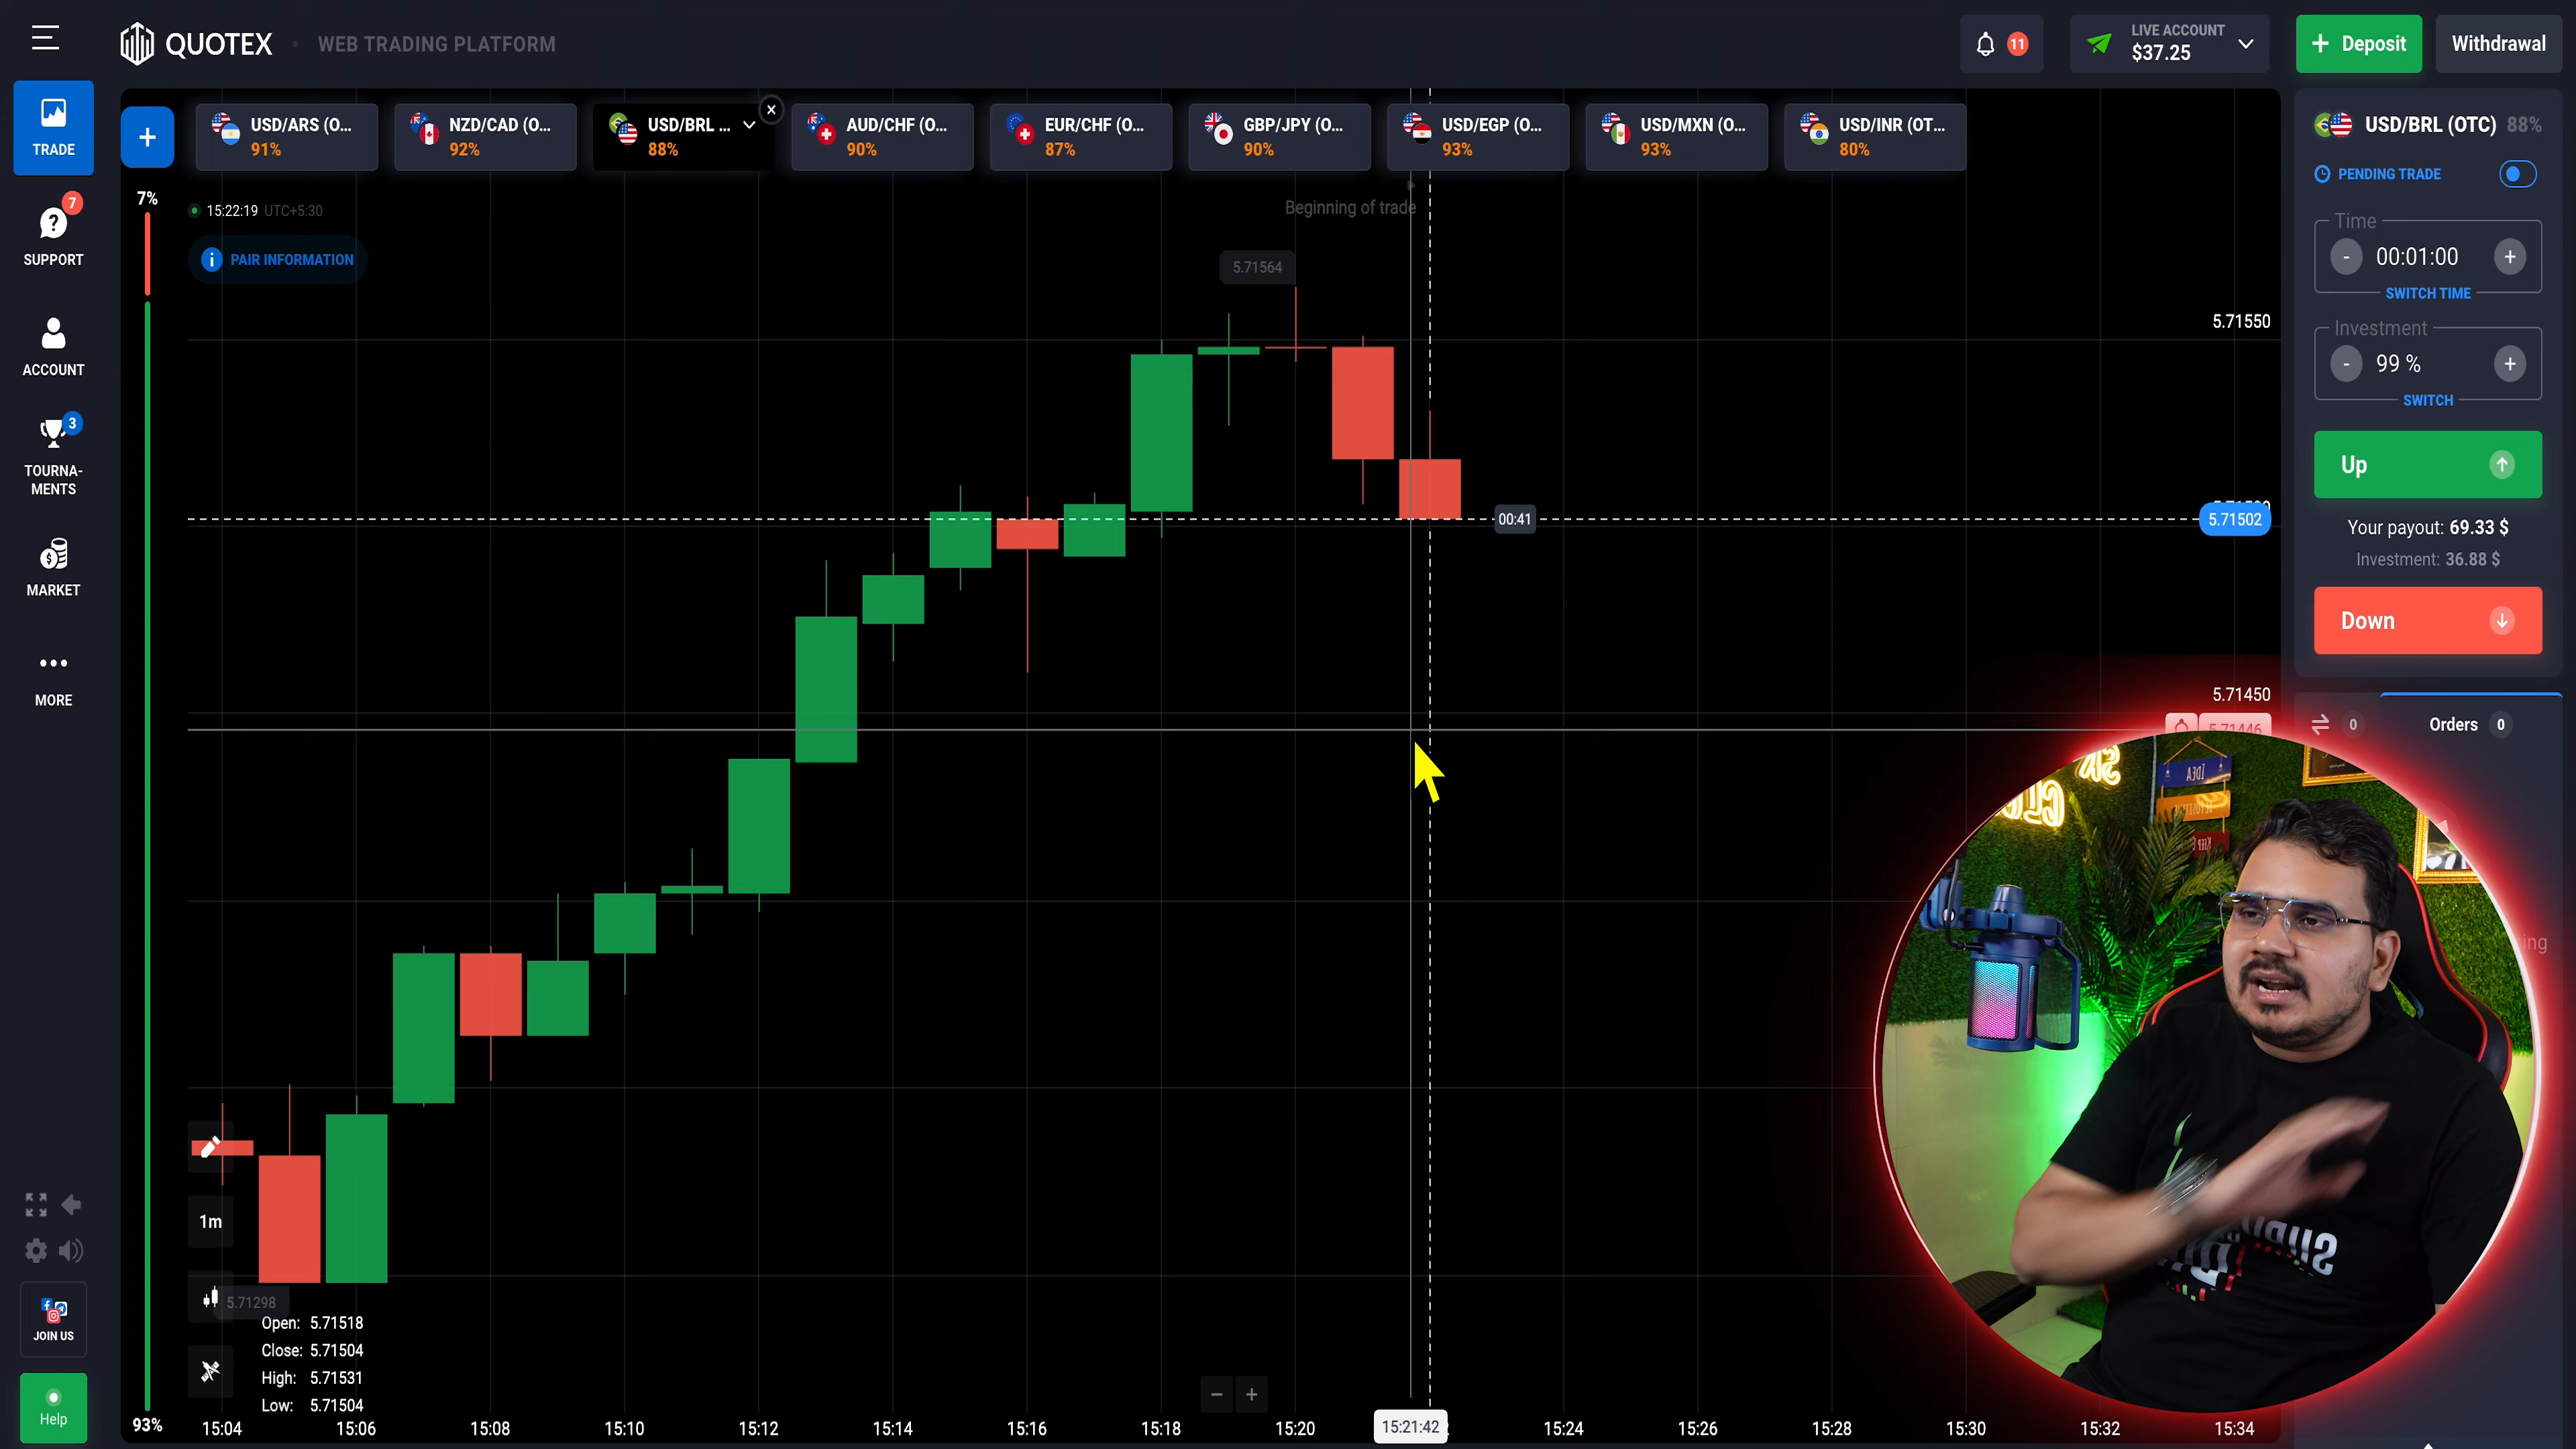 QUOTEX • WEB TRADING PLATFORM
11
LIVE ACCOUNT
$37.25
+ Deposit
Withdrawal
TRADE
7
SUPPORT
ACCOUNT
3
TOURNA-
MENTS
MARKET
MORE
JOIN US
Help
+
USD/ARS (O...
91%
NZD/CAD (O...
92%
USD/BRL ...
88%
AUD/CHF (O...
90%
EUR/CHF (O...
87%
GBP/JPY (O...
90%
USD/EGP (O...
93%
USD/MXN (O...
93%
USD/INR (OT...
80%
7%
93%
15:22:19 UTC+5:30
PAIR INFORMATION
Beginning of trade
5.71564
5.71550
00:41
5.71502
5.71450
5.71446
1m
5.71298
Open: 5.71518
Close: 5.71504
High: 5.71531
Low: 5.71504
15:04
15:06
15:08
15:10
15:12
15:14
15:16
15:18
15:20
15:21:42
15:24
15:26
15:28
15:30
15:32
15:34
USD/BRL (OTC) 88%
PENDING TRADE
Time
- 00:01:00 +
SWITCH TIME
Investment
- 99 % +
SWITCH
Up
Your payout: 69.33 $
Investment: 36.88 $
Down
0
Orders 0
IDEA